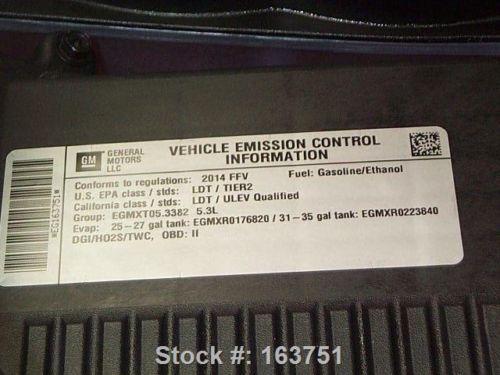 GM
GENERAL MOTORS LLC
VEHICLE EMISSION CONTROL INFORMATION
Conforms to regulations: 2014 FFV Fuel: Gasoline/Ethanol
U.S. EPA class / stds: LDT / TIER2
California class / stds: LDT / ULEV Qualified
Group: EGMXT05.3382 5.3L
Evap: 25-27 gal tank: EGMXR0176820 / 31-35 gal tank: EGMXR0223840
DGI/HO2S/TWC, OBD: II
*EG163751*
Stock #: 163751